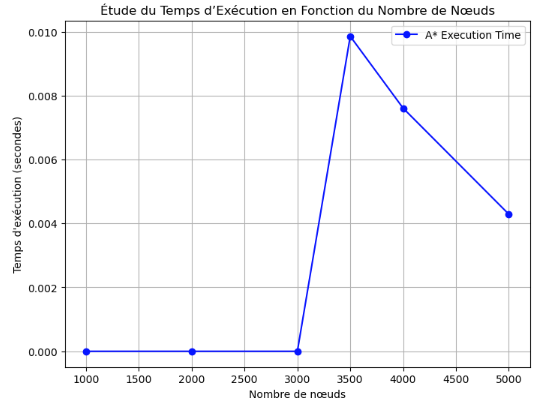 Étude du Temps d’Exécution en Fonction du Nombre de Nœuds
A* Execution Time
Temps d'exécution (secondes)
0.010
0.008
0.006
0.004
0.002
0.000
1000 1500 2000 2500 3000 3500 4000 4500 5000
Nombre de nœuds